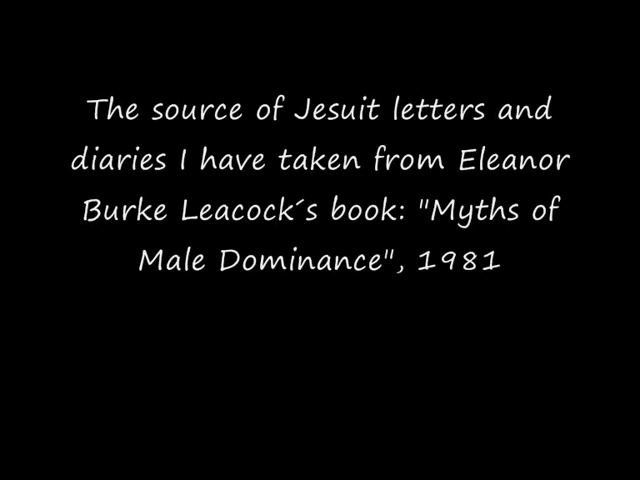 The source of Jesuit letters and
diaries I have taken from Eleanor
Burke Leacock´s book: "Myths of
Male Dominance", 1981